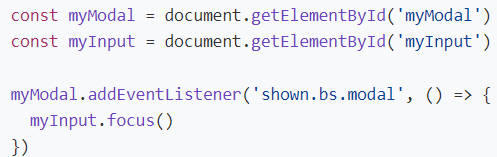 const myModal = document.getElementById('myModal')
const myInput = document.getElementById('myInput')

myModal.addEventListener('shown.bs.modal', () => {
  myInput.focus()
})